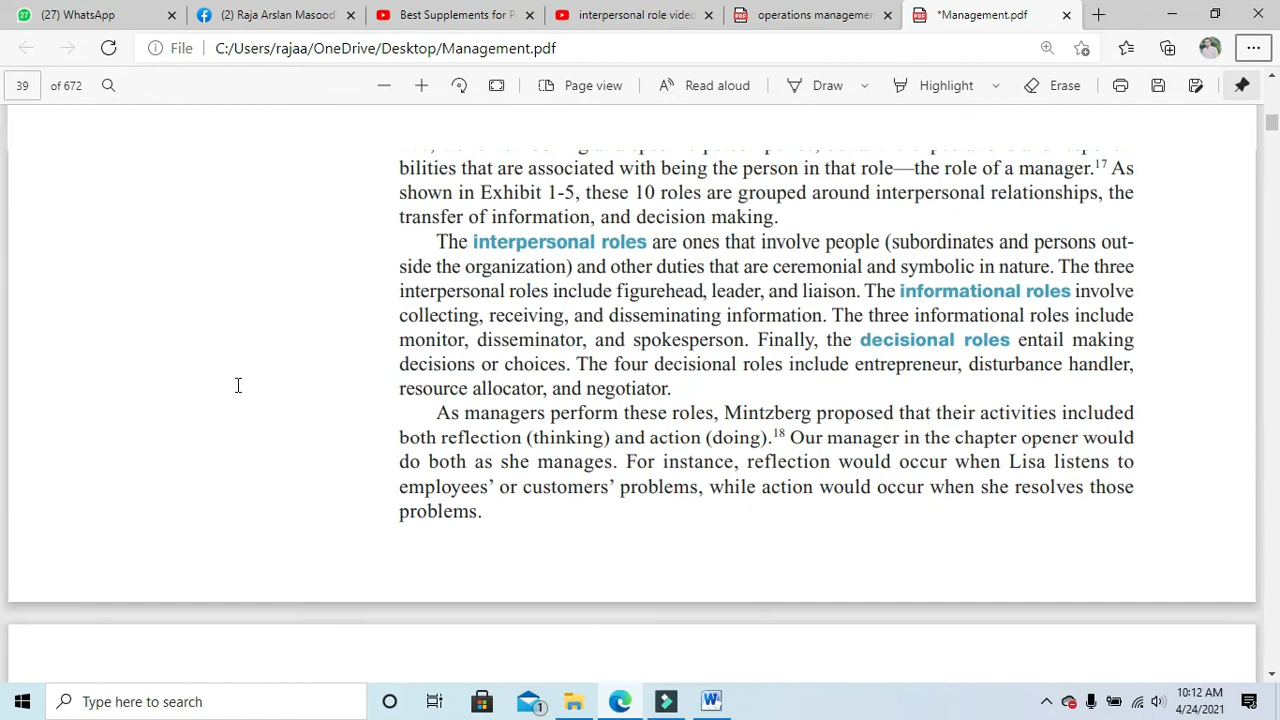 (27) WhatsApp
(2) Raja Arslan Masood
Best Supplements for P
interpersonal role video
operations managemen
*Management.pdf
File C:/Users/rajaa/OneDrive/Desktop/Management.pdf
39 of 672
Page view
Read aloud
Draw
Highlight
Erase
bilities that are associated with being the person in that role—the role of a manager.17 As
shown in Exhibit 1-5, these 10 roles are grouped around interpersonal relationships, the
transfer of information, and decision making.
The interpersonal roles are ones that involve people (subordinates and persons out-
side the organization) and other duties that are ceremonial and symbolic in nature. The three
interpersonal roles include figurehead, leader, and liaison. The informational roles involve
collecting, receiving, and disseminating information. The three informational roles include
monitor, disseminator, and spokesperson. Finally, the decisional roles entail making
decisions or choices. The four decisional roles include entrepreneur, disturbance handler,
resource allocator, and negotiator.
As managers perform these roles, Mintzberg proposed that their activities included
both reflection (thinking) and action (doing).18 Our manager in the chapter opener would
do both as she manages. For instance, reflection would occur when Lisa listens to
employees' or customers' problems, while action would occur when she resolves those
problems.
Type here to search
1
10:12 AM
4/24/2021